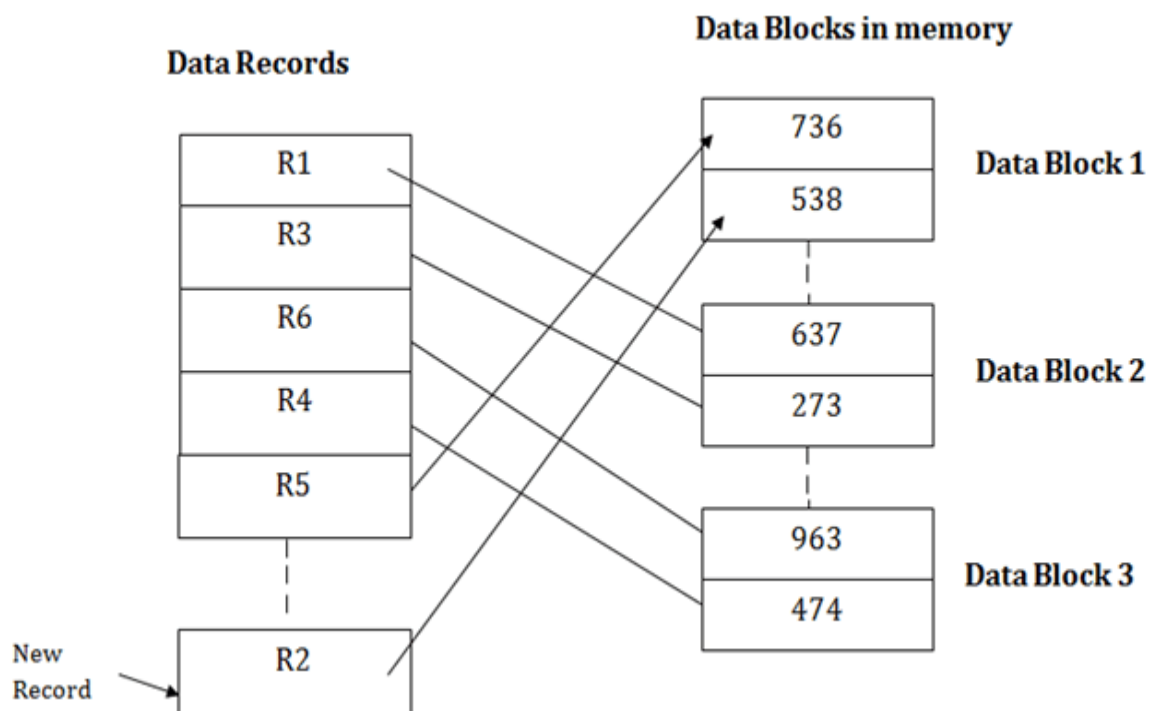 Data Records
R1
R3
R6
R4
R5
R2
New
Record
Data Blocks in memory
736
538
Data Block 1
637
273
Data Block 2
963
474
Data Block 3